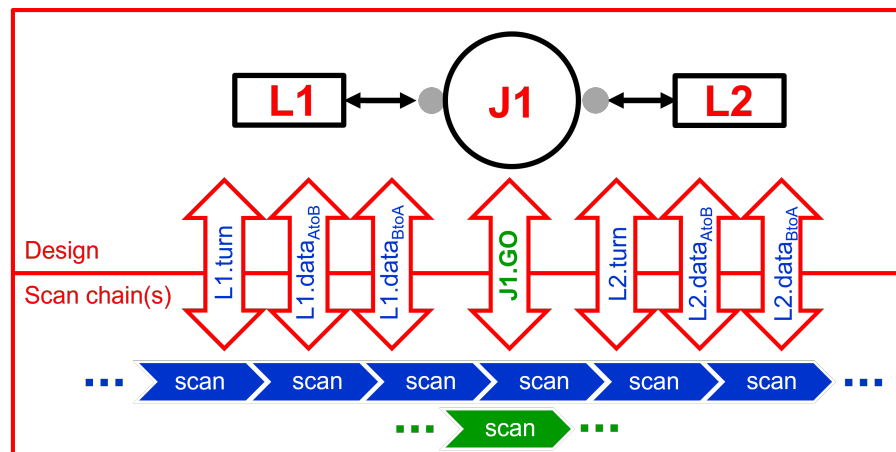 L1
J1
L2
L1.turn
L1.dataAtoB
L1.dataBtoA
J1.GO
L2.turn
L2.dataAtoB
L2.dataBtoA
Design
Scan chain(s)
scan scan scan scan scan scan
scan